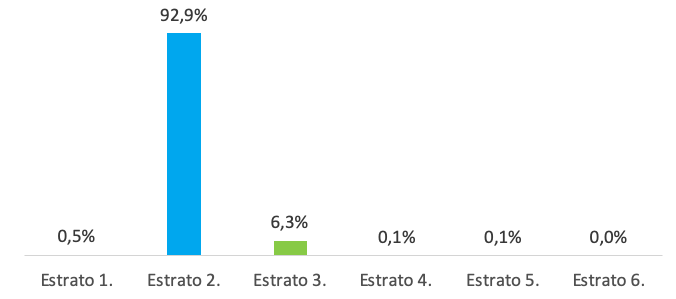 92,9%
6,3%
0,5%
0,1%
0,1%
0,0%
Estrato 1.
Estrato 2.
Estrato 3.
Estrato 4.
Estrato 5.
Estrato 6.